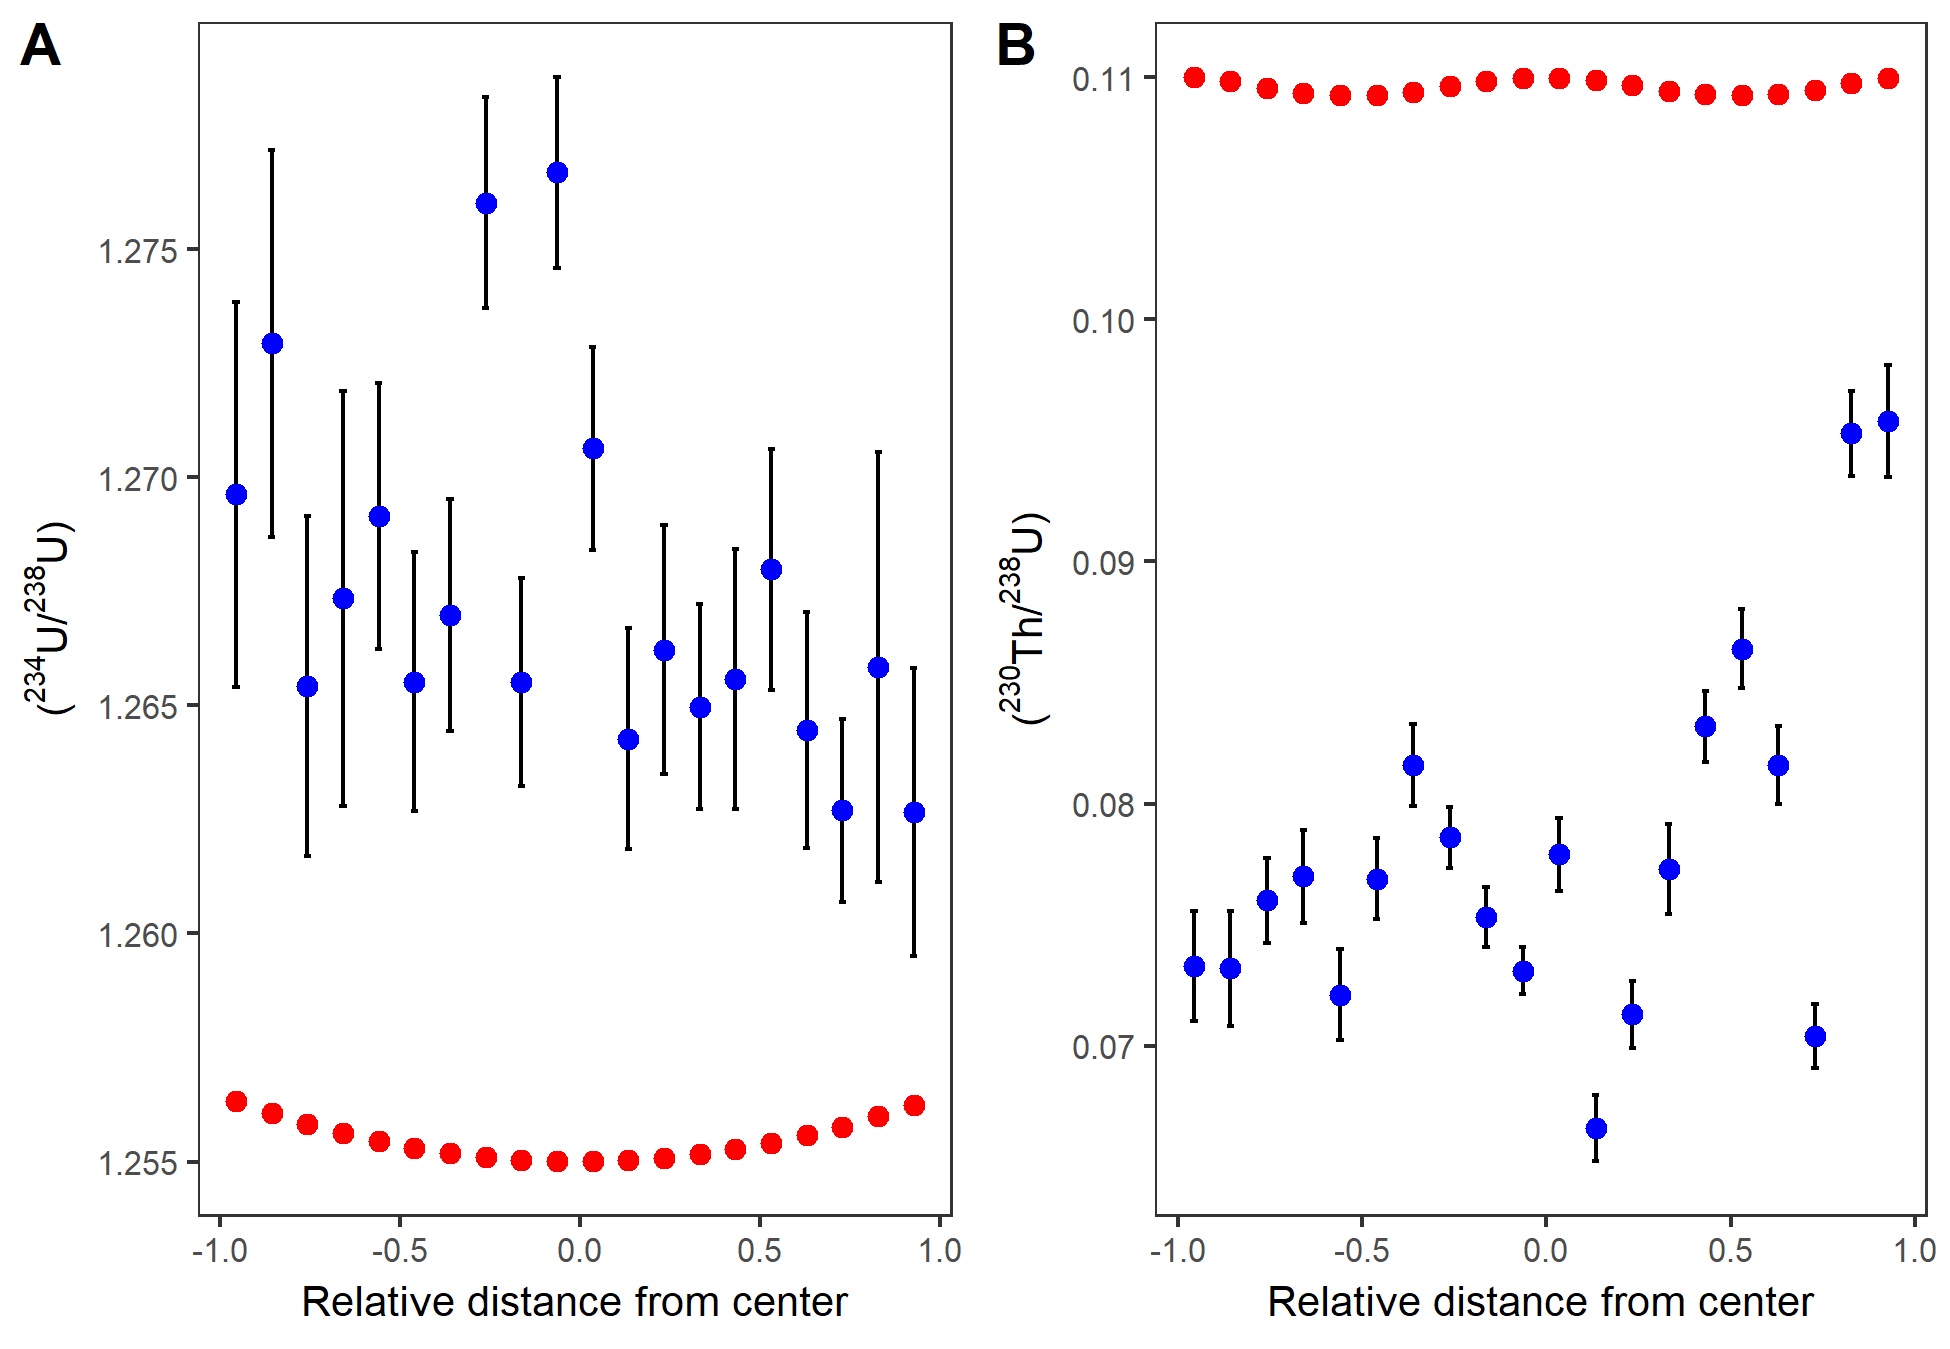 A
(²³⁴U/²³⁸U)
1.275
1.270
1.265
1.260
1.255
-1.0 -0.5 0.0 0.5 1.0
Relative distance from center
B
(²³⁰Th/²³⁸U)
0.11
0.10
0.09
0.08
0.07
-1.0 -0.5 0.0 0.5 1.0
Relative distance from center